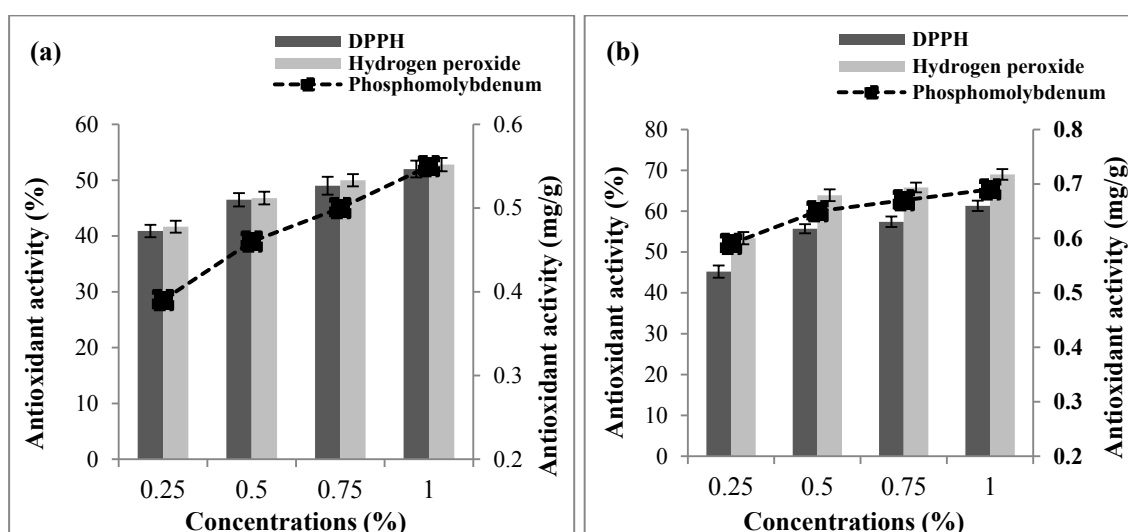 (a)
DPPH
Hydrogen peroxide
Phosphomolybdenum
Antioxidant activity (%)
60
50
40
30
20
10
0
0.6
0.5
0.4
0.3
0.2
Antioxidant activity (mg/g)
0.25 0.5 0.75 1
Concentrations (%)
(b)
DPPH
Hydrogen peroxide
Phosphomolybdenum
Antioxidant activity (%)
80
70
60
50
40
30
20
10
0
0.8
0.7
0.6
0.5
0.4
0.3
0.2
Antioxidant activity (mg/g)
0.25 0.5 0.75 1
Concentrations (%)